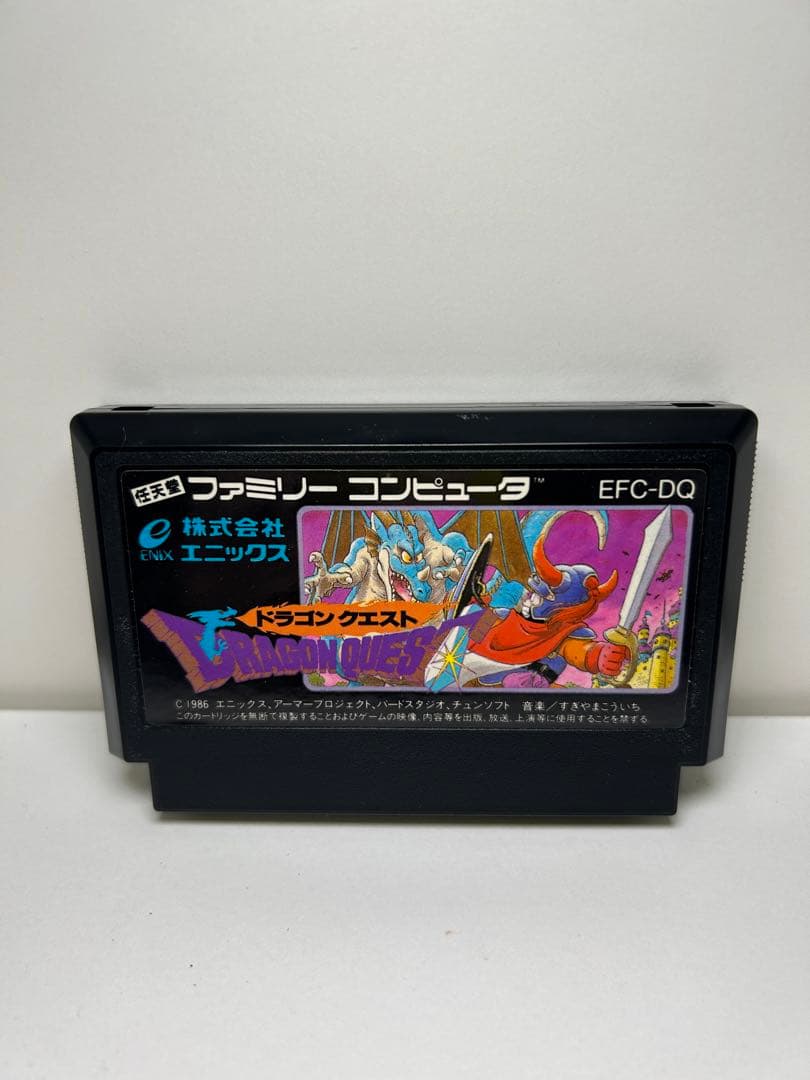 任天堂 ファミリー コンピュータ™ EFC-DQ
e ENIX 株式会社
エニックス
ドラゴンクエスト
DRAGON QUEST
C 1986 エニックス、アーマープロジェクト、バードスタジオ、チュンソフト 音楽/すぎやまこういち
このカートリッジを無断で複製することおよびゲームの映像、内容等を出版、放送、上演等に使用することを禁ずる